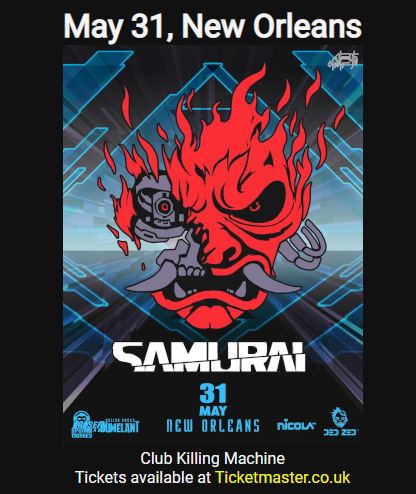 May 31, New Orleans
SAMURAI
31
MAY
NEW ORLEANS
NICOLA
DED ZED
Club Killing Machine
Tickets available at Ticketmaster.co.uk